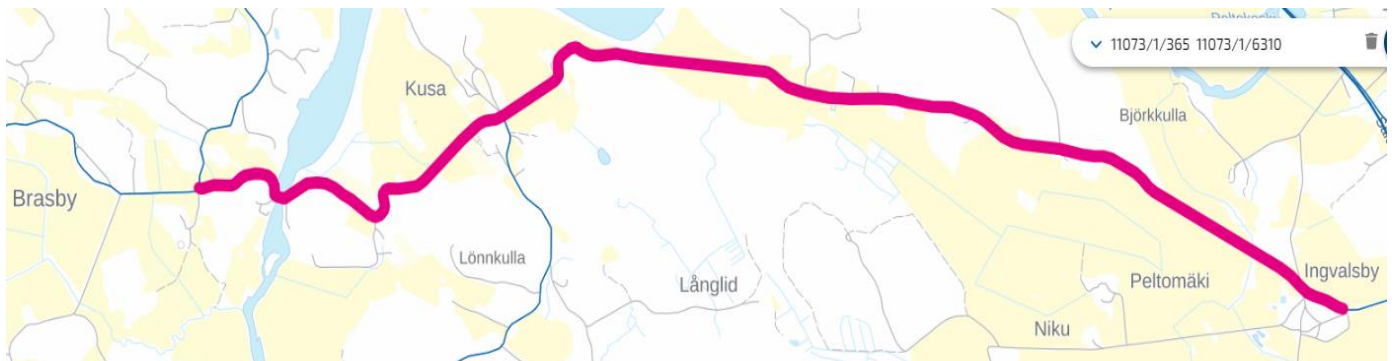 11073/1/365 11073/1/6310
Kusa
Björkkulla
Brasby
Lönnkulla
Långlid
Peltomäki
Ingvalsby
Niku